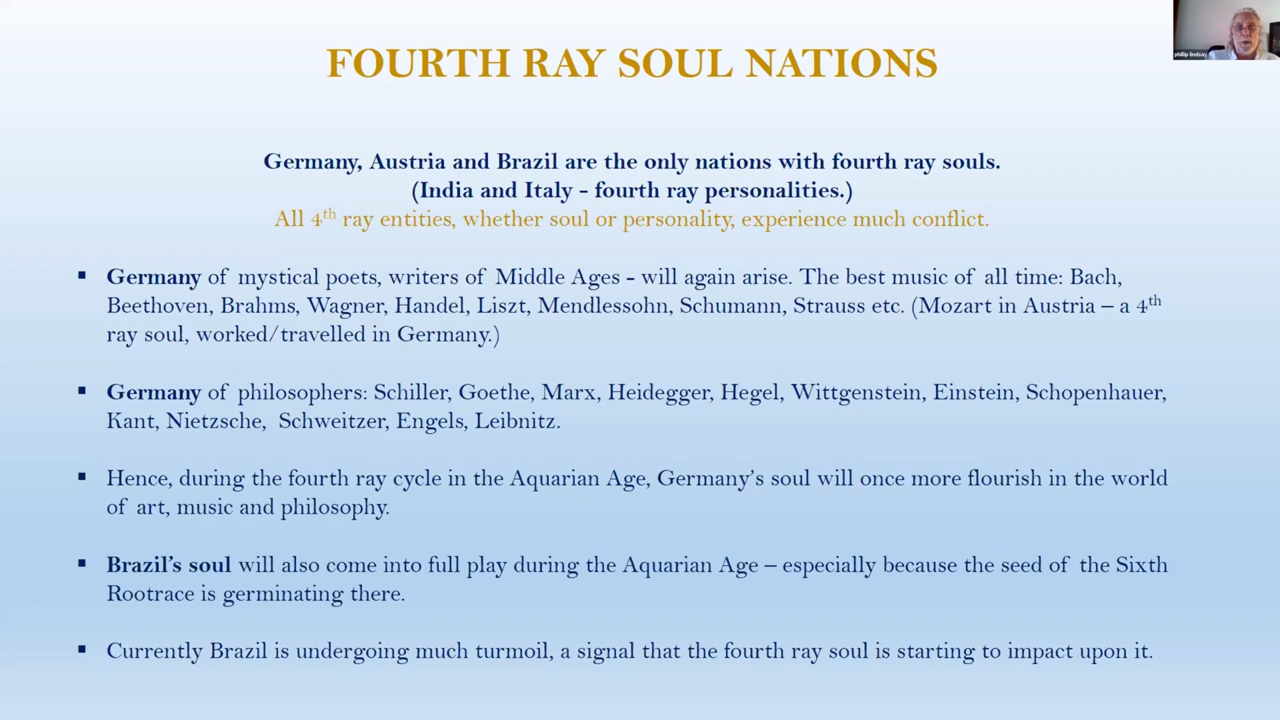 FOURTH RAY SOUL NATIONS
phillip lindsay
Germany, Austria and Brazil are the only nations with fourth ray souls.
(India and Italy - fourth ray personalities.)
All 4th ray entities, whether soul or personality, experience much conflict.
▪ Germany of mystical poets, writers of Middle Ages - will again arise. The best music of all time: Bach,
Beethoven, Brahms, Wagner, Handel, Liszt, Mendlessohn, Schumann, Strauss etc. (Mozart in Austria – a 4th
ray soul, worked/travelled in Germany.)
▪ Germany of philosophers: Schiller, Goethe, Marx, Heidegger, Hegel, Wittgenstein, Einstein, Schopenhauer,
Kant, Nietzsche, Schweitzer, Engels, Leibnitz.
▪ Hence, during the fourth ray cycle in the Aquarian Age, Germany's soul will once more flourish in the world
of art, music and philosophy.
▪ Brazil's soul will also come into full play during the Aquarian Age – especially because the seed of the Sixth
Rootrace is germinating there.
▪ Currently Brazil is undergoing much turmoil, a signal that the fourth ray soul is starting to impact upon it.